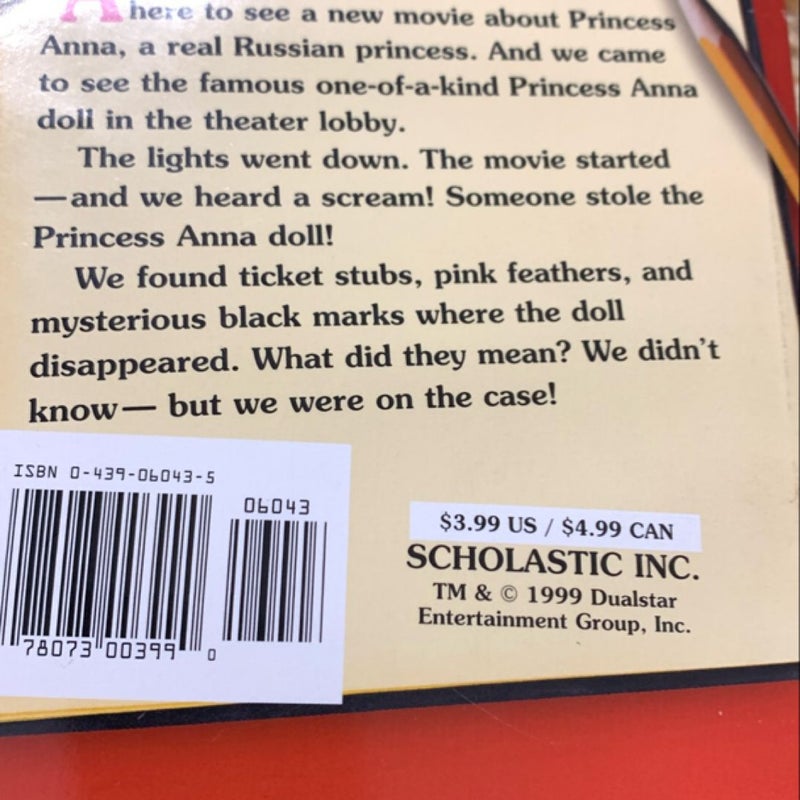 here to see a new movie about Princess
Anna, a real Russian princess. And we came
to see the famous one-of-a-kind Princess Anna
doll in the theater lobby.
The lights went down. The movie started
—and we heard a scream! Someone stole the
Princess Anna doll!
We found ticket stubs, pink feathers, and
mysterious black marks where the doll
disappeared. What did they mean? We didn't
know— but we were on the case!
ISBN 0-439-06043-5
06043
78073 00399 0
$3.99 US / $4.99 CAN
SCHOLASTIC INC.
TM & © 1999 Dualstar
Entertainment Group, Inc.